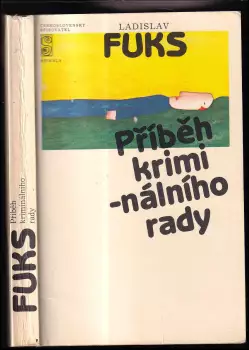 ČESKOSLOVENSKÝ
SPISOVATEL
LADISLAV
FUKS
Příběh
krimi
-nálního
rady
FUKS
Příběh
kriminálního
rady